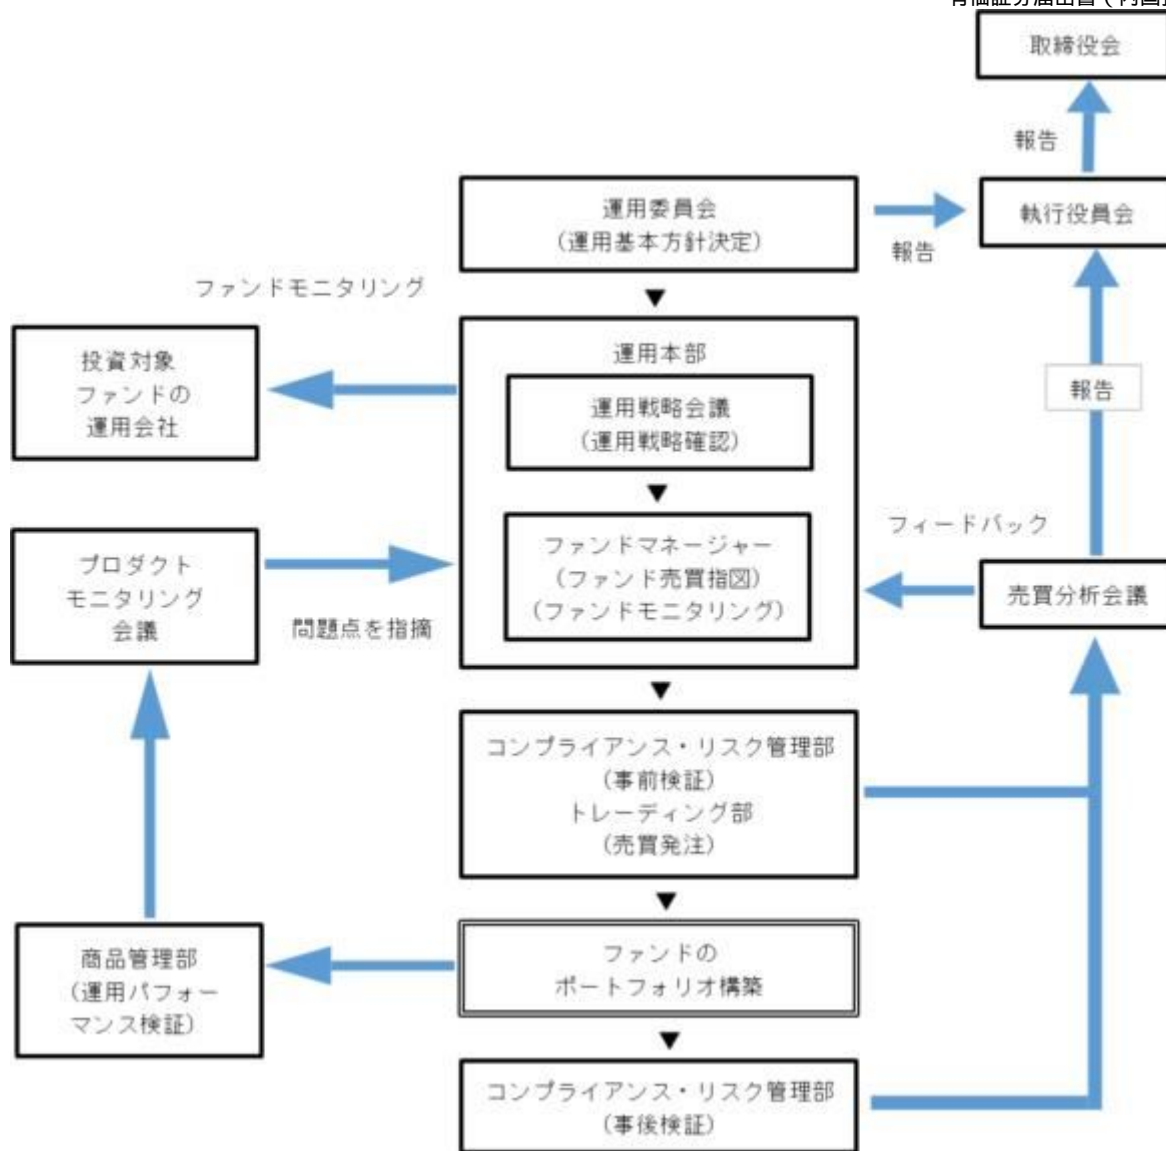 取締役会
報告
運用委員会
(運用基本方針決定)
執行役員会
報告
ファンドモニタリング
投資対象
ファンドの
運用会社
運用本部
運用戦略会議
(運用戦略確認)
報告
プロダクト
モニタリング
会議
問題点を指摘
ファンドマネージャー
(ファンド売買指図)
(ファンドモニタリング)
フィードバック
売買分析会議
コンプライアンス・リスク管理部
(事前検証)
トレーディング部
(売買発注)
商品管理部
(運用パフォー
マンス検証)
ファンドの
ポートフォリオ構築
コンプライアンス・リスク管理部
(事後検証)